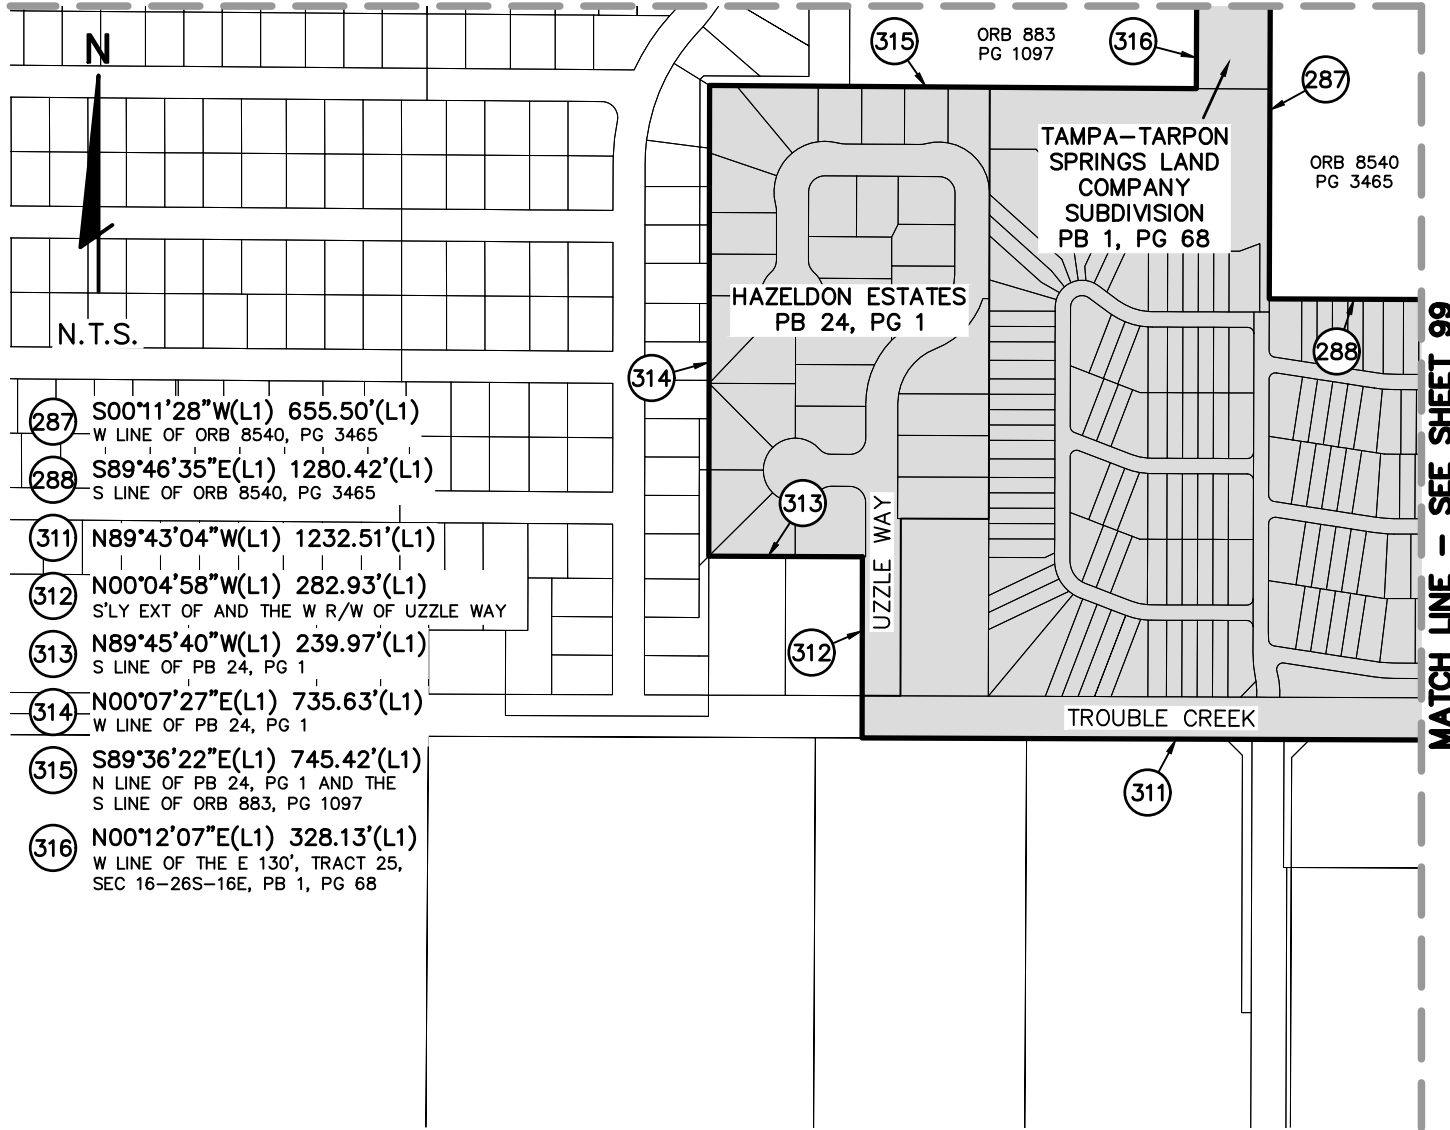 315
ORB 883
PG 1097
316
287
N
TAMPA-TARPON
SPRINGS LAND
COMPANY
SUBDIVISION
PB 1, PG 68
ORB 8540
PG 3465
HAZELDON ESTATES
PB 24, PG 1
N.T.S.
314
288
313
UZZLE WAY
312
TROUBLE CREEK
311
MATCH LINE - SEE SHEET 99
287 S00°11'28"W(L1) 655.50'(L1)
W LINE OF ORB 8540, PG 3465
288 S89°46'35"E(L1) 1280.42'(L1)
S LINE OF ORB 8540, PG 3465
311 N89°43'04"W(L1) 1232.51'(L1)
312 N00°04'58"W(L1) 282.93'(L1)
S'LY EXT OF AND THE W R/W OF UZZLE WAY
313 N89°45'40"W(L1) 239.97'(L1)
S LINE OF PB 24, PG 1
314 N00°07'27"E(L1) 735.63'(L1)
W LINE OF PB 24, PG 1
315 S89°36'22"E(L1) 745.42'(L1)
N LINE OF PB 24, PG 1 AND THE
S LINE OF ORB 883, PG 1097
316 N00°12'07"E(L1) 328.13'(L1)
W LINE OF THE E 130', TRACT 25,
SEC 16-26S-16E, PB 1, PG 68